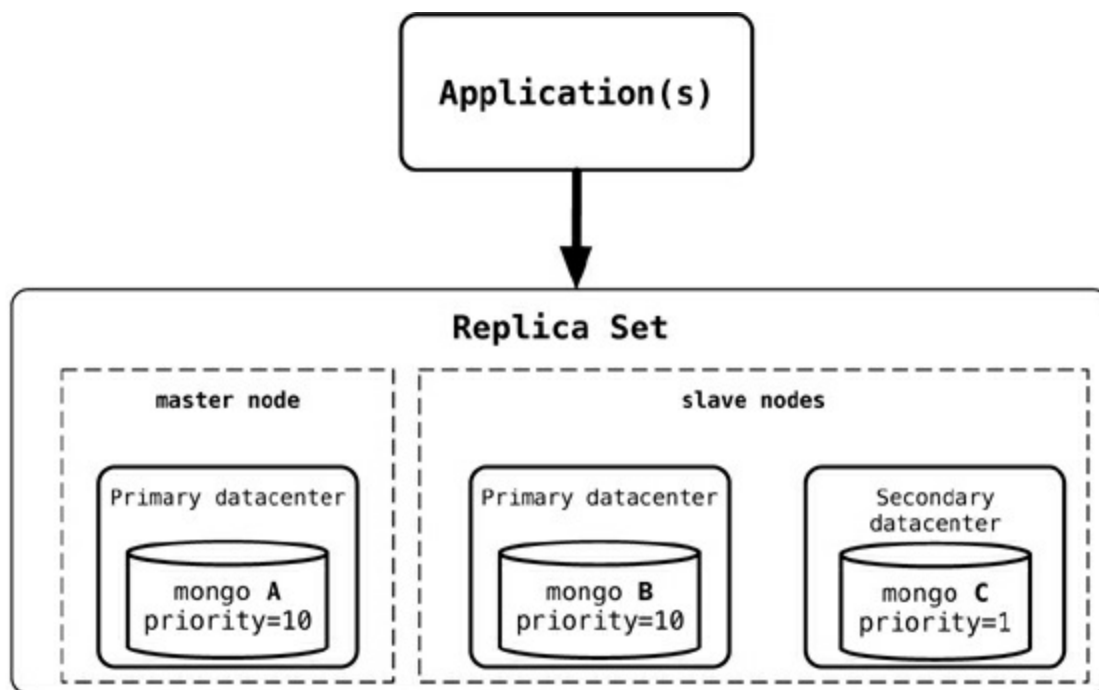 Application(s)
Replica Set
master node
slave nodes
Primary datacenter
mongo A
priority=10
Primary datacenter
mongo B
priority=10
Secondary
datacenter
mongo C
priority=1